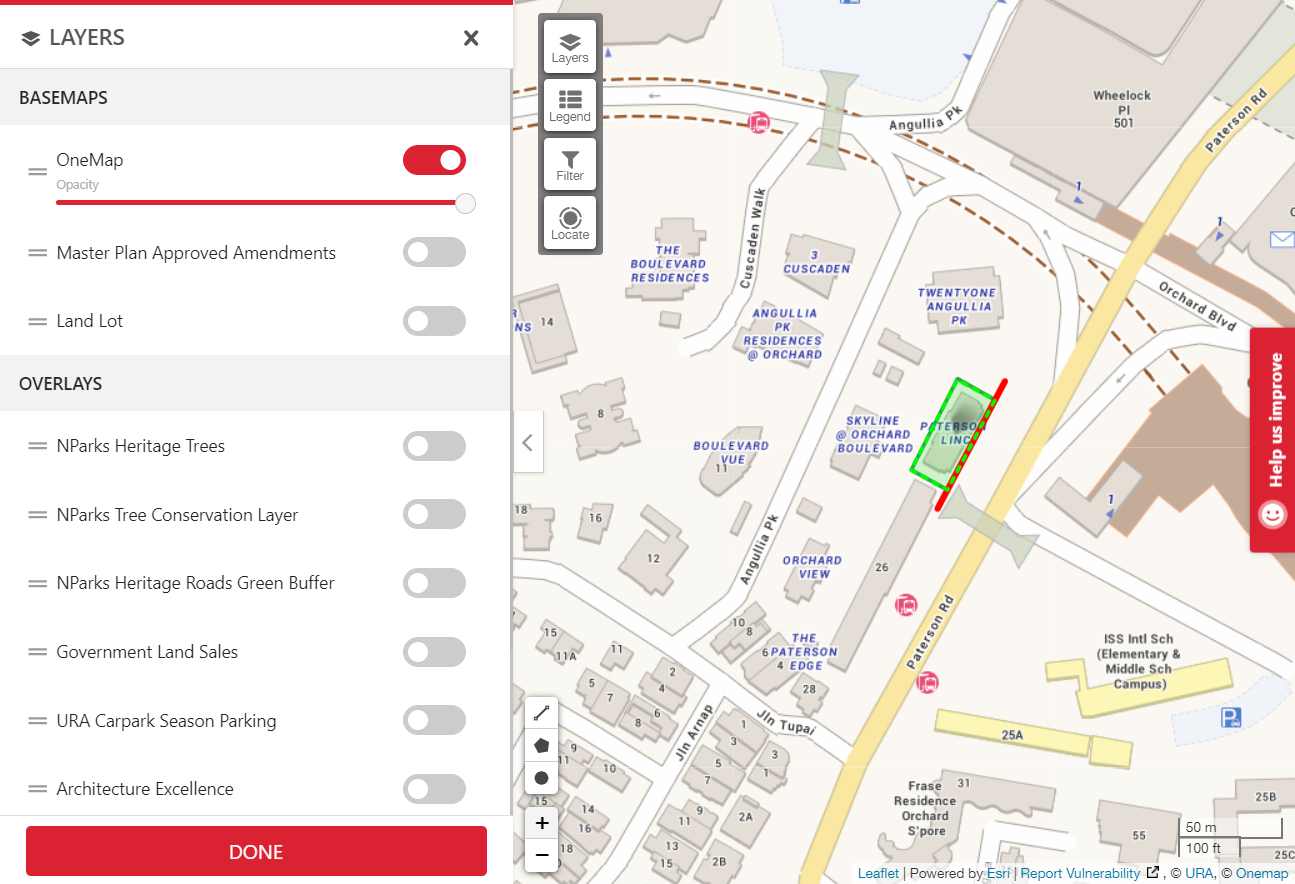 LAYERS
BASEMAPS
OneMap
Opacity
Master Plan Approved Amendments
Land Lot
OVERLAYS
NParks Heritage Trees
NParks Tree Conservation Layer
NParks Heritage Roads Green Buffer
Government Land Sales
URA Carpark Season Parking
Architecture Excellence
DONE
Layers
Legend
Filter
Locate
Angullia Pk
Wheelock
Pl
501
Paterson Rd
1
1
Cuscaden Walk
THE
BOULEVARD
RESIDENCES
3
CUSCADEN
TWENTYONE
ANGULLIA
PK
Orchard Blvd
NS
14
ANGULLIA
PK
RESIDENCES
@ ORCHARD
8
SKYLINE
@ ORCHARD
BOULEVARD
PATERSON
LINC
BOULEVARD
VUE
11
1
18
16
12
Angullia Pk
ORCHARD
VIEW
26
Paterson Rd
Help us improve
15
11A
11
10
8
6
4
THE
PATERSON
EDGE
ISS Intl Sch
(Elementary &
Middle Sch
Campus)
5
7
2
4
6
8
28
Jln Arnap
Jln Tupai
25A
9
11
10
1
3
5
7
3
1
15
14
16
18
9
11
13
15
2A
2B
Frase
Residence
Orchard
S'pore
31
55
25B
25C
+
−
50 m
100 ft
Leaflet | Powered by Esri | Report Vulnerability , © URA, © Onemap